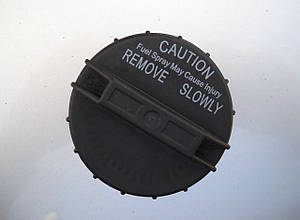 CAUTION
Fuel Spray May Cause Injury
REMOVE SLOWLY